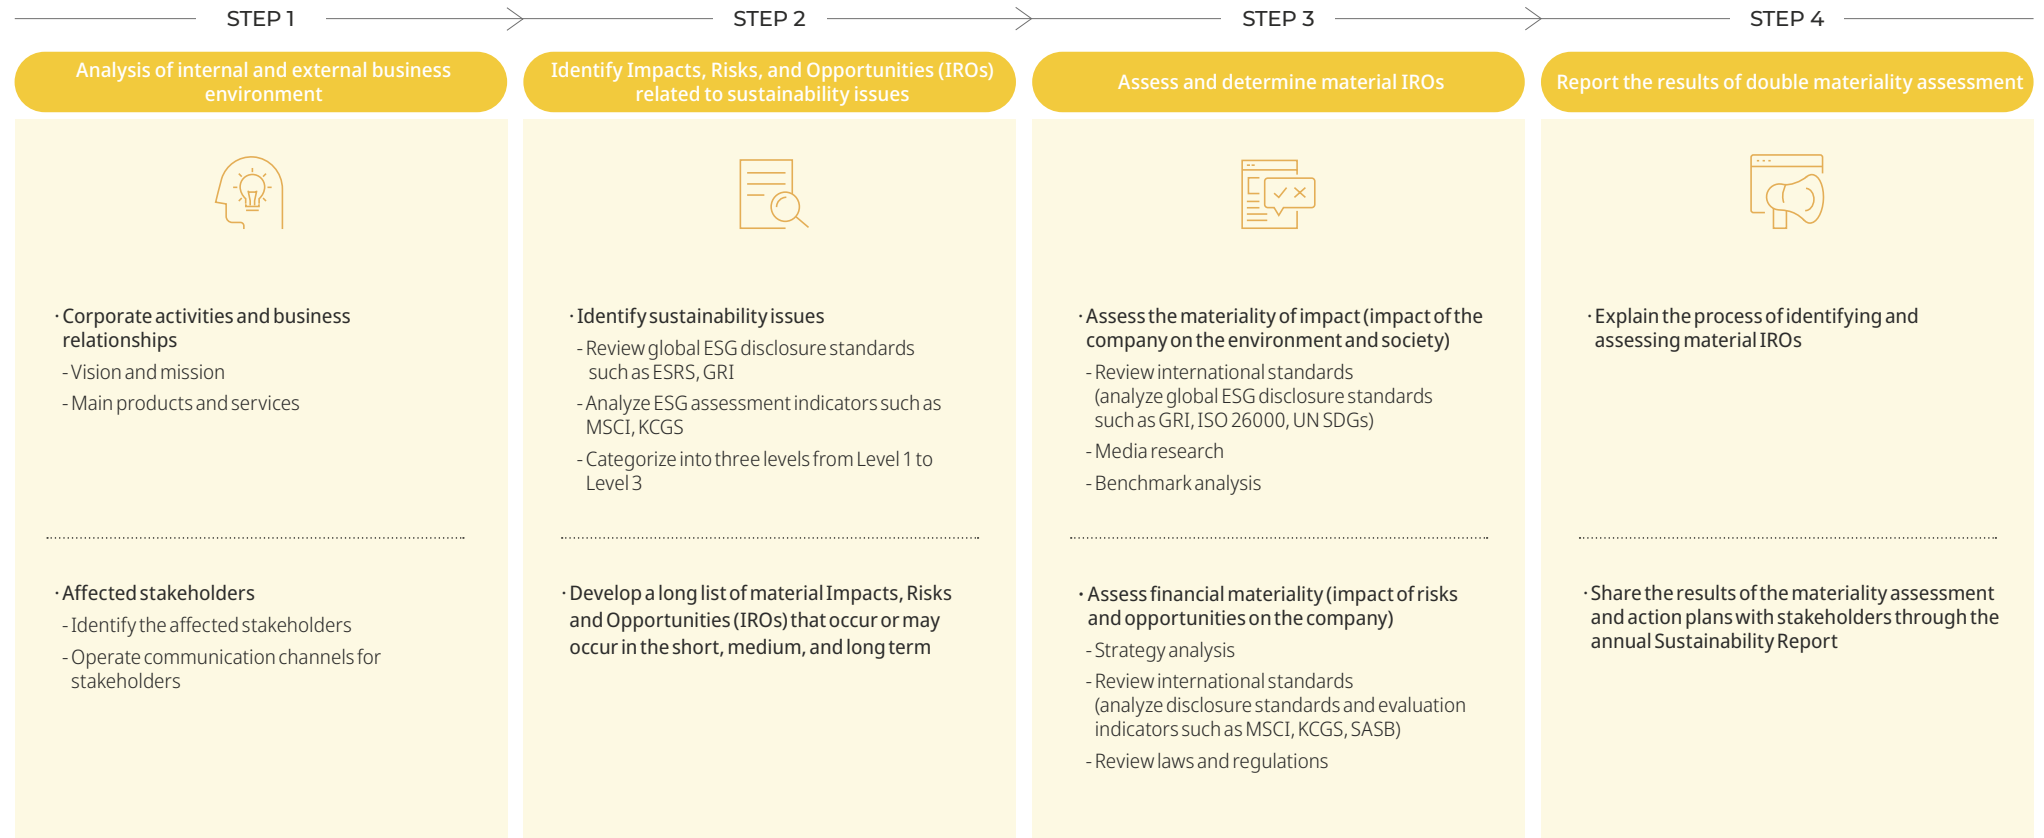 STEP 1
Analysis of internal and external business
environment
· Corporate activities and business
relationships
- Vision and mission
- Main products and services
· Affected stakeholders
- Identify the affected stakeholders
- Operate communication channels for
stakeholders
STEP 2
Identify Impacts, Risks, and Opportunities (IROs)
related to sustainability issues
· Identify sustainability issues
- Review global ESG disclosure standards
such as ESRS, GRI
- Analyze ESG assessment indicators such as
MSCI, KCGS
- Categorize into three levels from Level 1 to
Level 3
· Develop a long list of material Impacts, Risks
and Opportunities (IROs) that occur or may
occur in the short, medium, and long term
STEP 3
Assess and determine material IROs
· Assess the materiality of impact (impact of the
company on the environment and society)
- Review international standards
(analyze global ESG disclosure standards
such as GRI, ISO 26000, UN SDGs)
- Media research
- Benchmark analysis
· Assess financial materiality (impact of risks
and opportunities on the company)
- Strategy analysis
- Review international standards
(analyze disclosure standards and evaluation
indicators such as MSCI, KCGS, SASB)
- Review laws and regulations
STEP 4
Report the results of double materiality assessment
· Explain the process of identifying and
assessing material IROs
· Share the results of the materiality assessment
and action plans with stakeholders through the
annual Sustainability Report